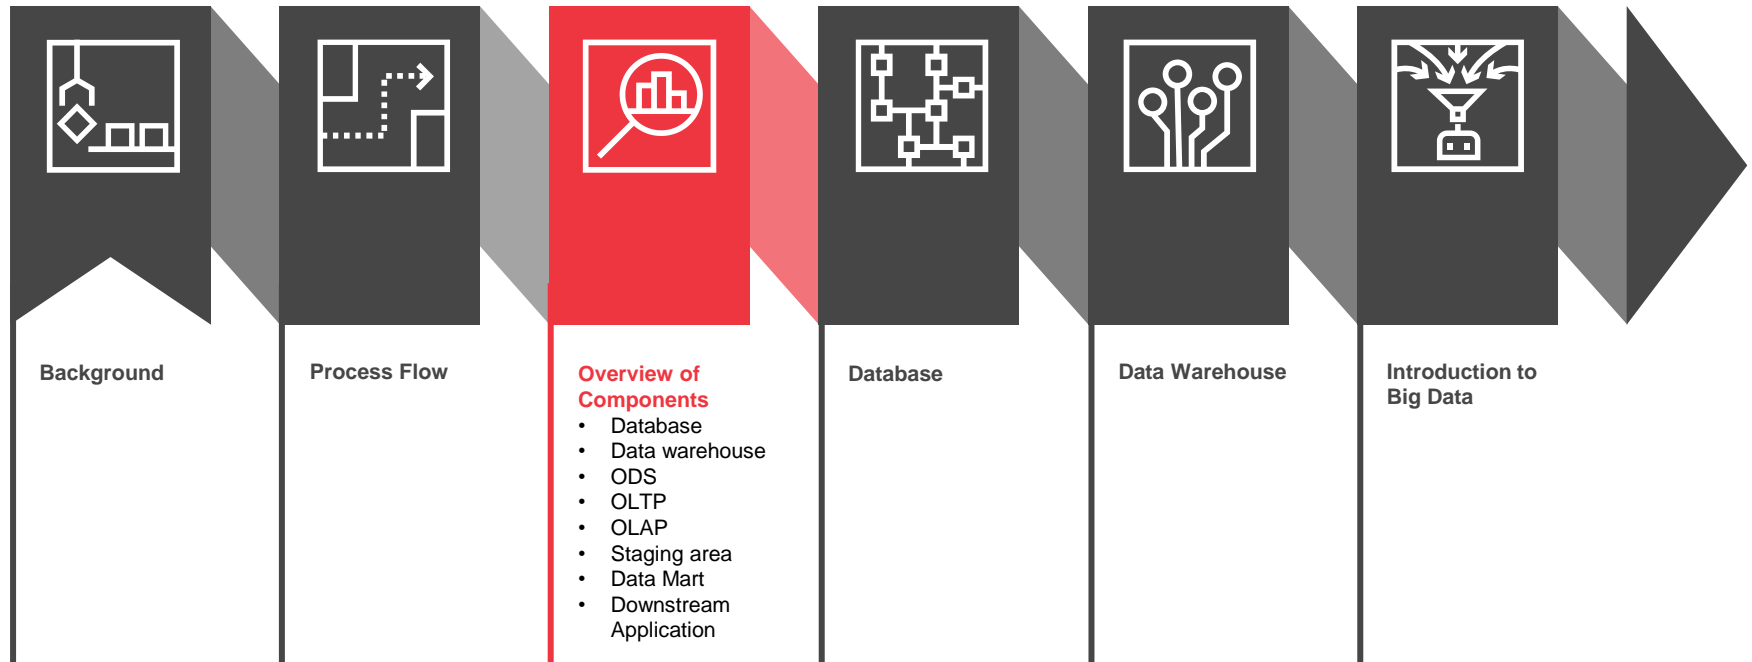 Background
Process Flow
Overview of
Components
• Database
• Data warehouse
• ODS
• OLTP
• OLAP
• Staging area
• Data Mart
• Downstream
Application
Database
Data Warehouse
Introduction to
Big Data